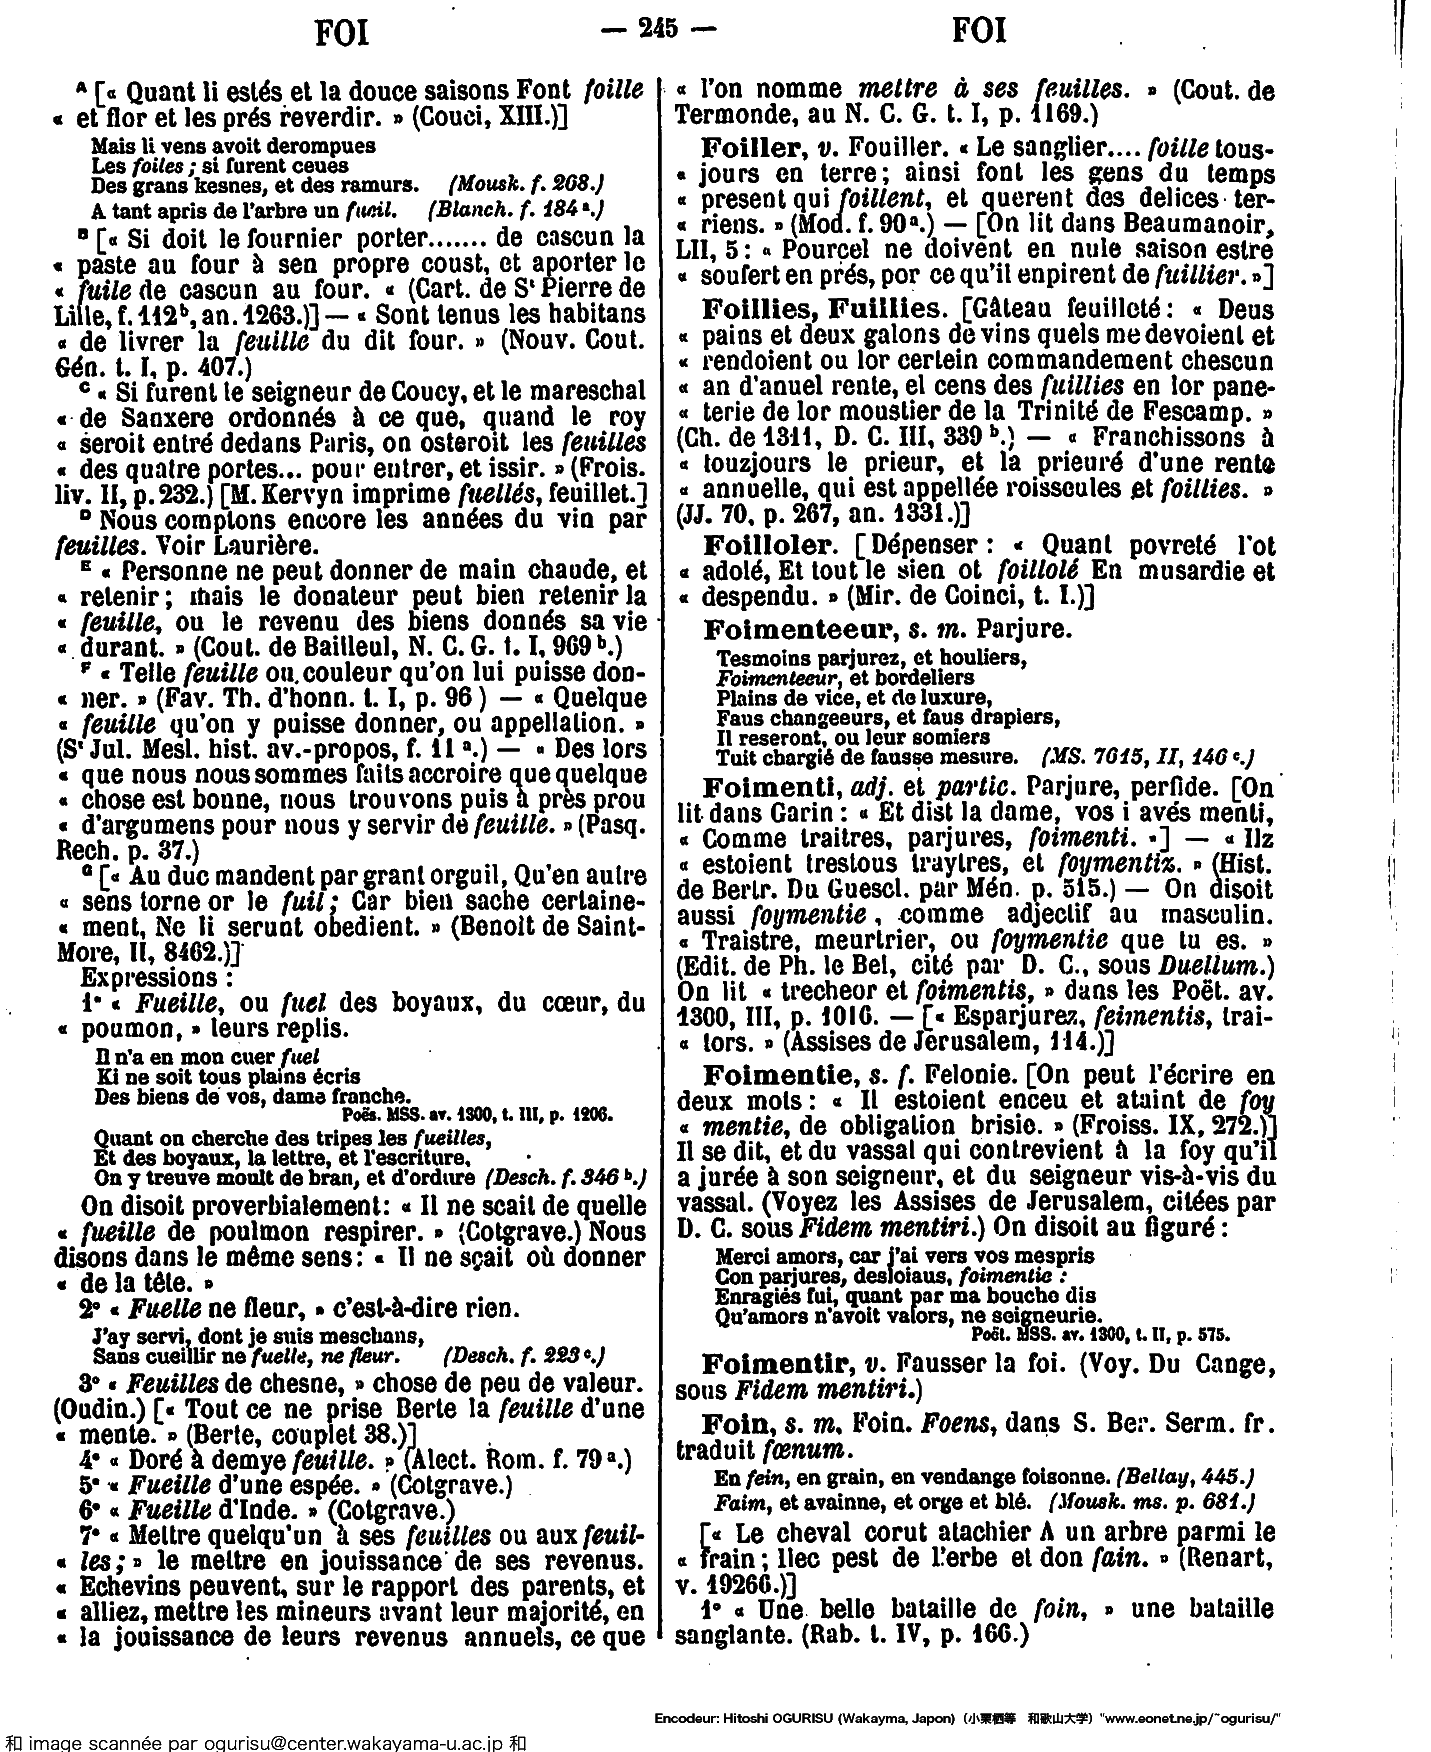 FOI — 245 — FOI
ᴬ [« Quant li estés et la douce saisons Font foille
« et flor et les prés reverdir. » (Couci, XIII.)]
Mais li vens avoit derompues
Les foiles ; si furent ceues
Des grans kesnes, et des ramurs. (Mousk. f. 268.)
A tant apris de l'arbre un fueil. (Blanch. f. 184ᵃ.)
ᴮ [« Si doit le fournier porter....... de cascun la
« paste au four à sen propre coust, et aporter le
« fuile de cascun au four. « (Cart. de Sᵗ Pierre de
Lille, f. 112ᵇ, an. 1263.)] — « Sont tenus les habitans
« de livrer la feuille du dit four. » (Nouv. Cout.
Gén. t. I, p. 407.)
ᶜ « Si furent le seigneur de Coucy, et le mareschal
« de Sanxere ordonnés à ce que, quand le roy
« seroit entré dedans Paris, on osteroit les feuilles
« des quatre portes... pour entrer, et issir. » (Frois.
liv. II, p. 232.) [M. Kervyn imprime fuellés, feuillet.]
ᴰ Nous comptons encore les années du vin par
feuilles. Voir Laurière.
ᴱ « Personne ne peut donner de main chaude, et
« retenir ; mais le donateur peut bien retenir la
« feuille, ou le revenu des biens donnés sa vie
« durant. » (Cout. de Bailleul, N. C. G. t. I, 969ᵇ.)
ꜰ « Telle feuille ou couleur qu'on lui puisse don-
« ner. » (Fav. Th. d'honn. t. I, p. 96) — « Quelque
« feuille qu'on y puisse donner, ou appellation. »
(Sᵗ Jul. Mesl. hist. av.-propos, f. 11ᵃ.) — « Des lors
« que nous nous sommes faits accroire que quelque
« chose est bonne, nous trouvons puis à près prou
« d'argumens pour nous y servir de feuille. » (Pasq.
Rech. p. 37.)
ᴳ [« Au duc mandent par grant orguil, Qu'en autre
« sens torne or le fuil ; Car bien sache certaine-
« ment, Ne li serunt obedient. » (Benoit de Saint-
More, II, 8462.)]
Expressions :
1° « Fueille, ou fuel des boyaux, du cœur, du
« poumon, » leurs replis.
Il n'a en mon cuer fuel
Ki ne soit tous plains écris
Des biens de vos, dame franche.
Poës. MSS. av. 1300, t. III, p. 1206.
Quant on cherche des tripes les fueilles,
Et des boyaux, la lettre, et l'escriture,
On y treuve moult de bran, et d'ordure (Desch. f. 346ᵇ.)
On disoit proverbialement : « Il ne scait de quelle
« fueille de poulmon respirer. » (Cotgrave.) Nous
disons dans le même sens : « Il ne sçait où donner
« de la tête. »
2° « Fuelle ne fleur, » c'est-à-dire rien.
J'ay servi, dont je suis meschans,
Sans cueillir ne fuelle, ne fleur. (Desch. f. 223ᶜ.)
3° « Feuilles de chesne, » chose de peu de valeur.
(Oudin.) [« Tout ce ne prise Berte la feuille d'une
« mente. » (Berte, couplet 38.)]
4° « Doré à demye feuille. » (Alect. Rom. f. 79ᵃ.)
5° « Fueille d'une espée. » (Cotgrave.)
6° « Fueille d'Inde. » (Cotgrave.)
7° « Mettre quelqu'un à ses feuilles ou aux feuil-
« les ; » le mettre en jouissance de ses revenus.
« Echevins peuvent, sur le rapport des parents, et
« alliez, mettre les mineurs avant leur majorité, en
« la jouissance de leurs revenus annuels, ce que
« l'on nomme mettre à ses feuilles. » (Cout. de
Termonde, au N. C. G. t. I, p. 1169.)
Foiller, v. Fouiller. « Le sanglier.... foille tous-
« jours en terre ; ainsi font les gens du temps
« present qui foillent, et querent des delices ter-
« riens. » (Mod. f. 90ᵃ.) — [On lit dans Beaumanoir,
LII, 5 : « Pourcel ne doivent en nule saison estre
« soufert en prés, por ce qu'il enpirent de fuillier. »]
Foillies, Fuillies. [Gâteau feuilleté : « Deus
« pains et deux galons de vins quels me devoient et
« rendoient ou lor certein commandement chescun
« an d'anuel rente, el cens des fuillies en lor pane-
« terie de lor moustier de la Trinité de Fescamp. »
(Ch. de 1311, D. C. III, 339ᵇ.) — « Franchissons à
« touzjours le prieur, et la prieuré d'une rente
« annuelle, qui est appellée roisseules et foillies. »
(JJ. 70, p. 267, an. 1331.)]
Foilloler. [Dépenser : « Quant povreté l'ot
« adolé, Et tout le sien ot foillolé En musardie et
« despendu. » (Mir. de Coinci, t. I.)]
Foimenteeur, s. m. Parjure.
Tesmoins parjurez, et houliers,
Foimenteeur, et bordeliers
Plains de vice, et de luxure,
Faus changeeurs, et faus drapiers,
Il reseront, ou leur somiers
Tuit chargié de fausse mesure. (MS. 7615, II, 146ᶜ.)
Foimenti, adj. et partic. Parjure, perfide. [On
lit dans Garin : « Et dist la dame, vos i avés menti,
« Comme traitres, parjures, foimenti. »] — « Ilz
« estoient trestous traytres, et foymentiz. » (Hist.
de Bertr. Du Guescl. par Mén. p. 515.) — On disoit
aussi foymentie, comme adjectif au masculin.
« Traistre, meurtrier, ou foymentie que tu es. »
(Edit. de Ph. le Bel, cité par D. C., sous Duellum.)
On lit « trecheor et foimentis, » dans les Poët. av.
1300, III, p. 1016. — [« Esparjurez, feimentis, trai-
« tors. » (Assises de Jerusalem, 114.)]
Foimentie, s. f. Felonie. [On peut l'écrire en
deux mots : « Il estoient enceu et ataint de foy
« mentie, de obligation brisie. » (Froiss. IX, 272.)]
Il se dit, et du vassal qui contrevient à la foy qu'il
a jurée à son seigneur, et du seigneur vis-à-vis du
vassal. (Voyez les Assises de Jerusalem, citées par
D. C. sous Fidem mentiri.) On disoit au figuré :
Merci amors, car j'ai vers vos mespris
Con parjures, desloiaus, foimentie :
Enragiés fui, quant par ma bouche dis
Qu'amors n'avoit valors, ne seigneurie.
Poët. MSS. av. 1300, t. II, p. 575.
Foimentir, v. Fausser la foi. (Voy. Du Cange,
sous Fidem mentiri.)
Foin, s. m. Foin. Foens, dans S. Ber. Serm. fr.
traduit fœnum.
En fein, en grain, en vendange foisonne. (Bellay, 445.)
Faim, et avainne, et orge et blé. (Mousk. ms. p. 681.)
[« Le cheval corut atachier A un arbre parmi le
« frain ; Ilec pest de l'erbe et don fain. » (Renart,
v. 19266.)]
1° « Une belle bataille de foin, » une bataille
sanglante. (Rab. t. IV, p. 166.)
Encodeur: Hitoshi OGURISU (Wakayma, Japon) (小栗栖等 和歌山大学) "www.eonet.ne.jp/~ogurisu/"
和 image scannée par ogurisu@center.wakayama-u.ac.jp 和